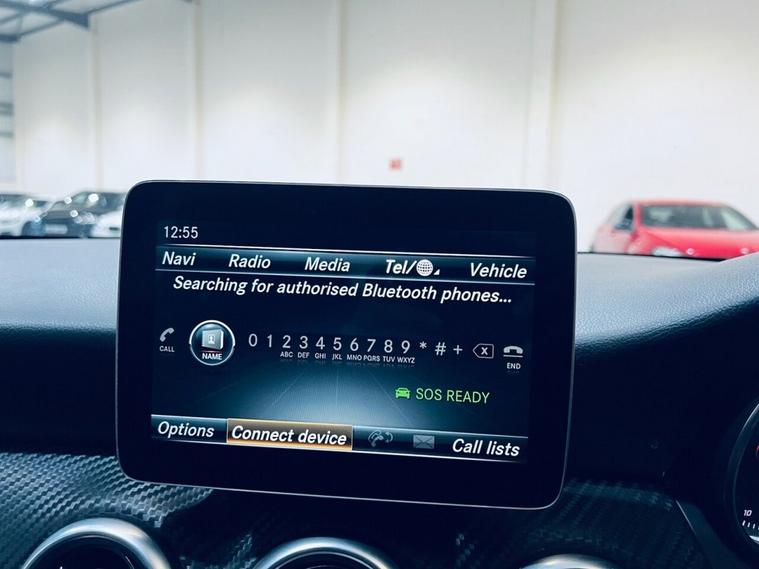 12:55
Navi Radio Media Tel/ Vehicle
Searching for authorised Bluetooth phones...
CALL NAME 0 1 2 3 4 5 6 7 8 9 * # + END
ABC DEF GHI JKL MNO PQRS TUV WXYZ
SOS READY
Options Connect device Call lists
10